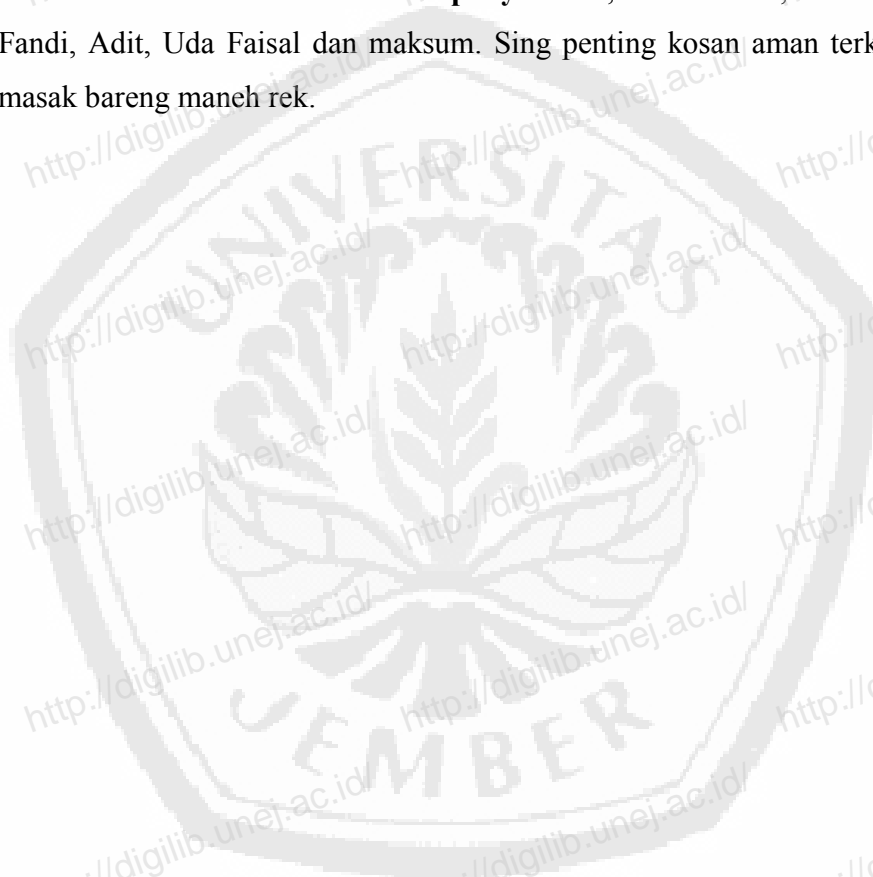 Fandi, Adit, Uda Faisal dan maksum. Sing penting kosan aman terk
masak bareng maneh rek.
http://digilib.unej.ac.id/
UNIVERSITAS
JEMBER